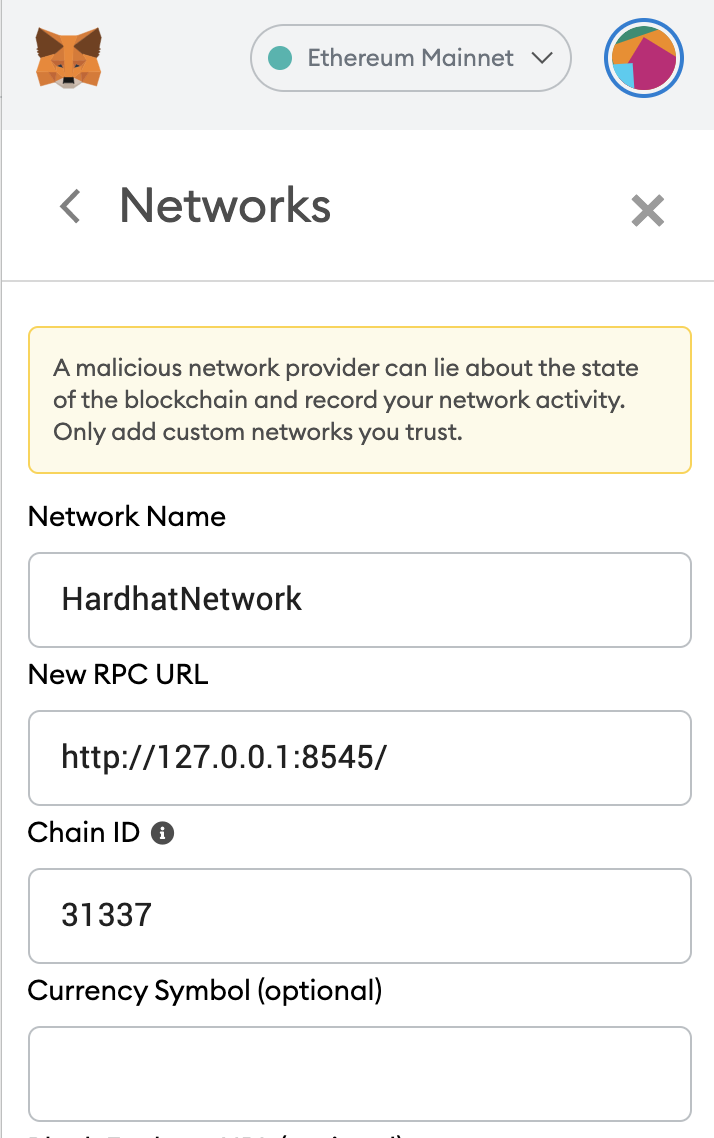 Ethereum Mainnet
Networks
A malicious network provider can lie about the state
of the blockchain and record your network activity.
Only add custom networks you trust.
Network Name
HardhatNetwork
New RPC URL
http://127.0.0.1:8545/
Chain ID
31337
Currency Symbol (optional)